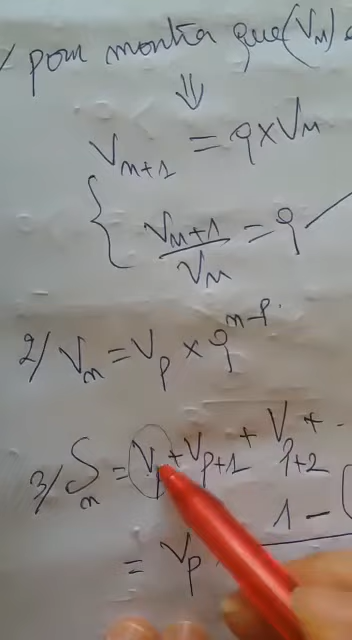 / pour montrer que (Vn)
⇓
Vn+1 = q×Vn
{ Vn+1/Vn = q
2/ Vn = Vp × q^n-p.
3/ Sn = Vp + Vp+1 + Vp+2 + ..
= Vp . 1 - (